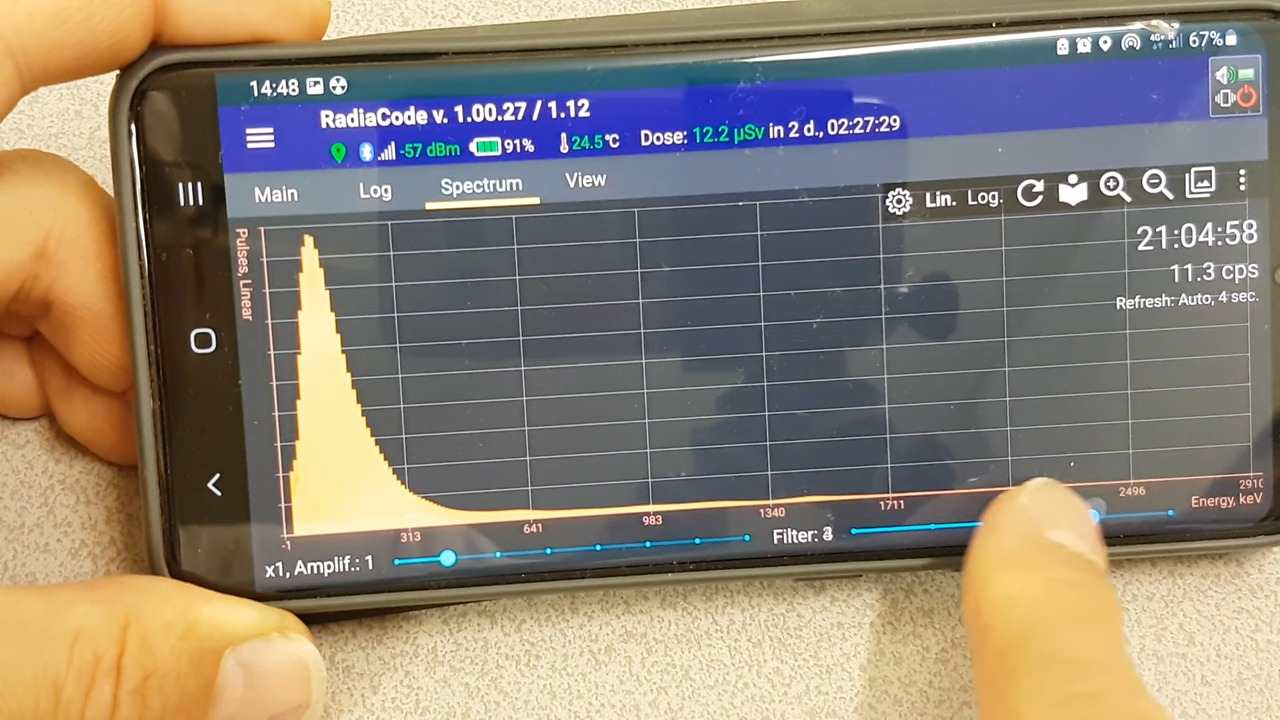 14:48
67%
RadiaCode v. 1.00.27 / 1.12
-57 dBm 91% 24.5°C Dose: 12.2 µSv in 2 d., 02:27:29
Main Log Spectrum View
Lin. Log.
Pulses, Linear
21:04:58
11.3 cps
Refresh: Auto, 4 sec.
-1 313 641 983 1340 1711 2496 2910
Energy, keV
x1, Amplif.: 1
Filter: